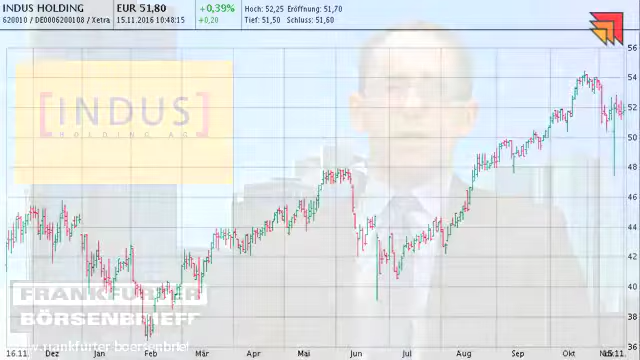 INDUS HOLDING EUR 51,80 +0,39% Hoch: 52,25 Eröffnung: 51,70
620010 / DE0006200108 / Xetra 15.11.2016 10:48:15 +0,20 Tief: 51,50 Schluss: 51,60
56
54
[INDUS]
52
HOLDING AG
50
48
46
44
42
40
38
FRANKFURTER
BÖRSENBRIEF
www.frankfurter-boersenbrief
36
16.11. Dez Jan Feb Mär Apr Mai Jun Jul Aug Sep Okt 15.11.